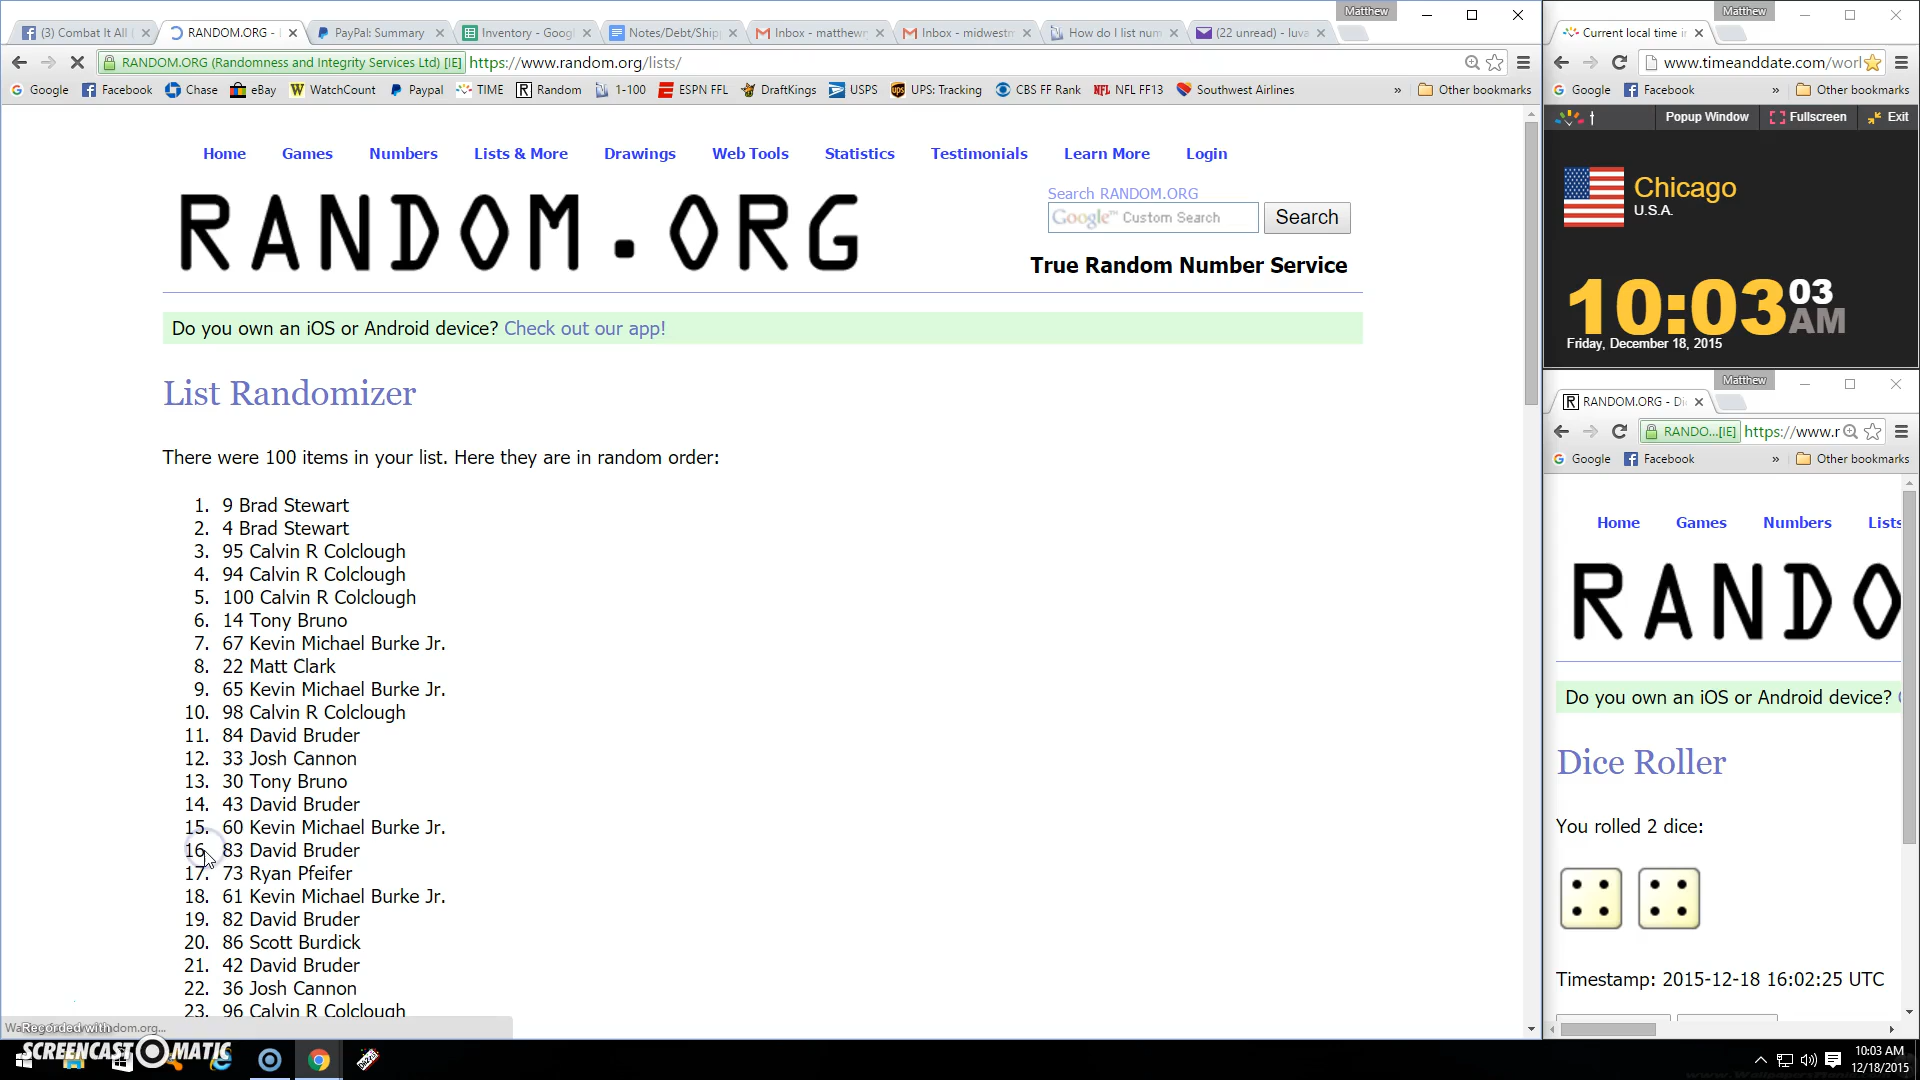 Matthew
(3) Combat It All
RANDOM.ORG -
PayPal: Summary
Inventory - Goog
Notes/Debt/Ship
Inbox - matthewn
Inbox - midwestm
How do I list num
(22 unread) - luva
RANDOM.ORG (Randomness and Integrity Services Ltd) [IE]
https://www.random.org/lists/
Google
Facebook
Chase
eBay
WatchCount
Paypal
TIME
Random
1-100
ESPN FFL
DraftKings
USPS
UPS: Tracking
CBS FF Rank
NFL FF13
Southwest Airlines
»
Other bookmarks
Home
Games
Numbers
Lists & More
Drawings
Web Tools
Statistics
Testimonials
Learn More
Login
RANDOM.ORG
Search RANDOM.ORG
Google™ Custom Search
Search
True Random Number Service
Do you own an iOS or Android device? Check out our app!
List Randomizer
There were 100 items in your list. Here they are in random order:
1. 9 Brad Stewart
2. 4 Brad Stewart
3. 95 Calvin R Colclough
4. 94 Calvin R Colclough
5. 100 Calvin R Colclough
6. 14 Tony Bruno
7. 67 Kevin Michael Burke Jr.
8. 22 Matt Clark
9. 65 Kevin Michael Burke Jr.
10. 98 Calvin R Colclough
11. 84 David Bruder
12. 33 Josh Cannon
13. 30 Tony Bruno
14. 43 David Bruder
15. 60 Kevin Michael Burke Jr.
16. 83 David Bruder
17. 73 Ryan Pfeifer
18. 61 Kevin Michael Burke Jr.
19. 82 David Bruder
20. 86 Scott Burdick
21. 42 David Bruder
22. 36 Josh Cannon
23. 96 Calvin R Colclough
Recorded with
SCREENCAST-O-MATIC
Matthew
Current local time in
www.timeanddate.com/worl
Google
Facebook
»
Other bookmarks
t
Popup Window
Fullscreen
Exit
Chicago
U.S.A.
10:03 03 AM
Friday, December 18, 2015
Matthew
RANDOM.ORG - Di
RANDO...[IE]
https://www.r
Google
Facebook
»
Other bookmarks
Home
Games
Numbers
Lists
RANDO
Do you own an iOS or Android device?
Dice Roller
You rolled 2 dice:
Timestamp: 2015-12-18 16:02:25 UTC
10:03 AM
12/18/2015